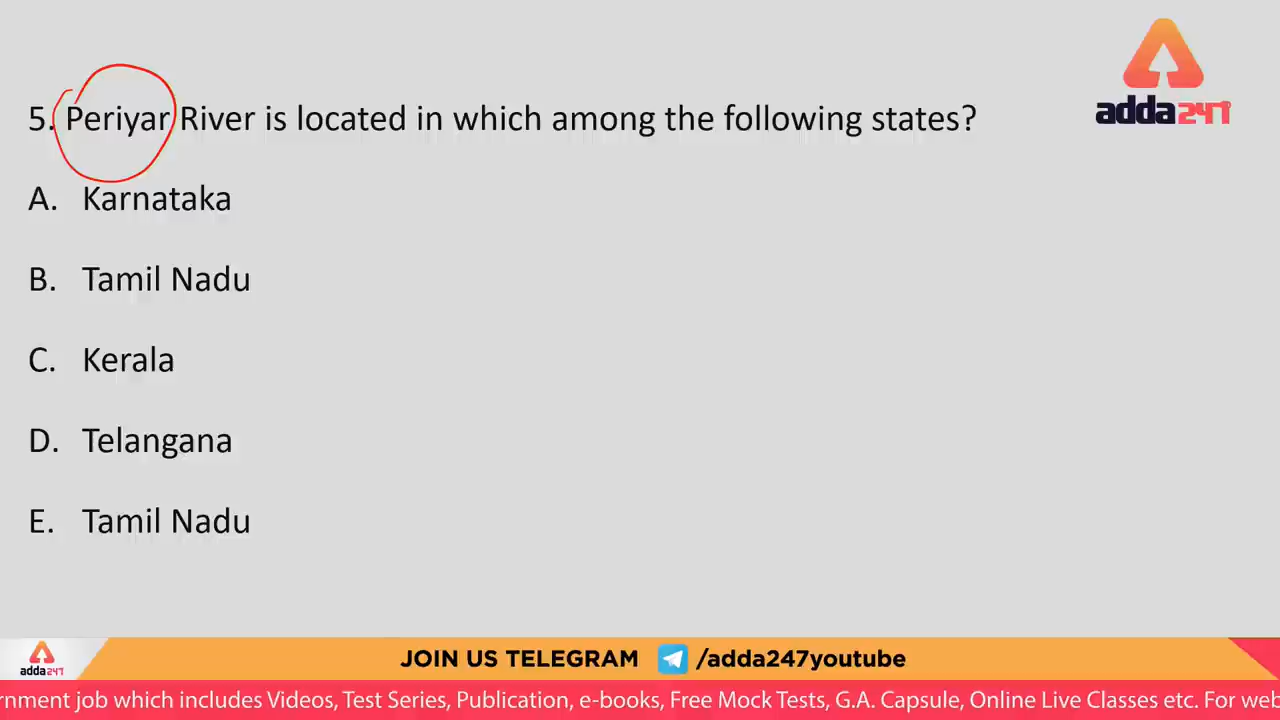 adda247
5. Periyar River is located in which among the following states?
A. Karnataka
B. Tamil Nadu
C. Kerala
D. Telangana
E. Tamil Nadu
adda247
JOIN US TELEGRAM /adda247youtube
job which includes Videos, Test Series, Publication, e-books, Free Mock Tests, G.A. Capsule, Online Live Classes etc. For